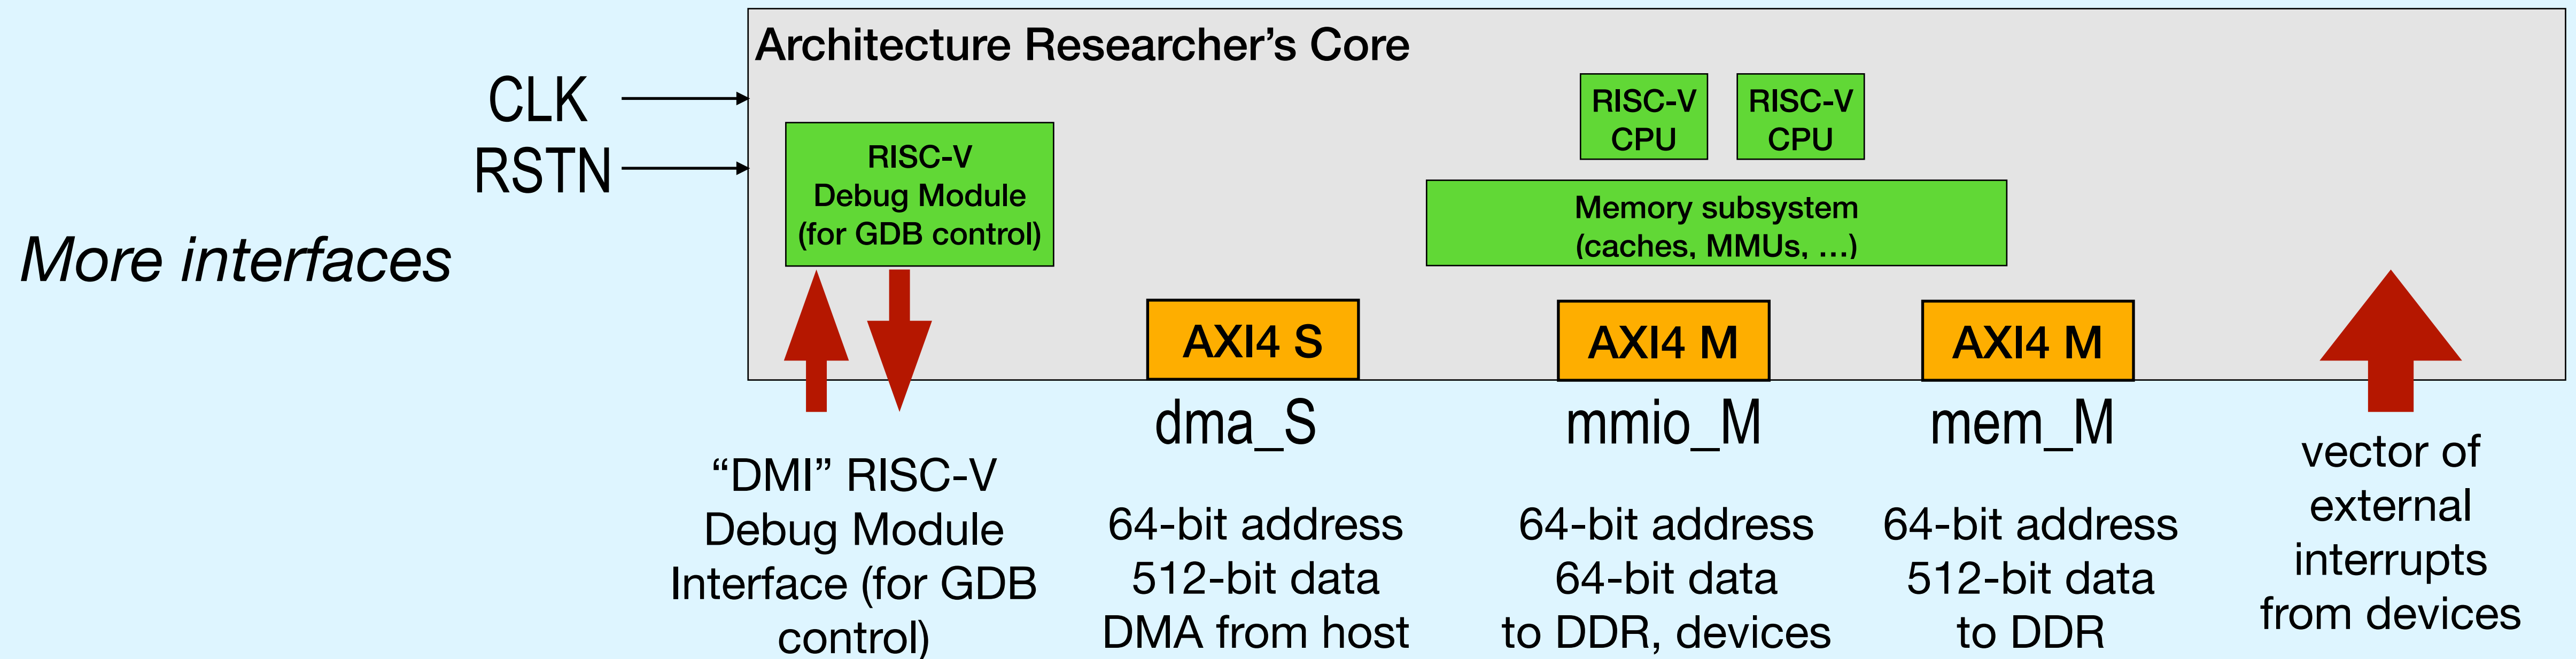 Architecture Researcher's Core
CLK
RSTN
More interfaces
RISC-V
Debug Module
(for GDB control)
RISC-V
CPU
RISC-V
CPU
Memory subsystem
(caches, MMUs, …)
AXI4 S
AXI4 M
AXI4 M
“DMI” RISC-V
Debug Module
Interface (for GDB
control)
dma_S
64-bit address
512-bit data
DMA from host
mmio_M
64-bit address
64-bit data
to DDR, devices
mem_M
64-bit address
512-bit data
to DDR
vector of
external
interrupts
from devices